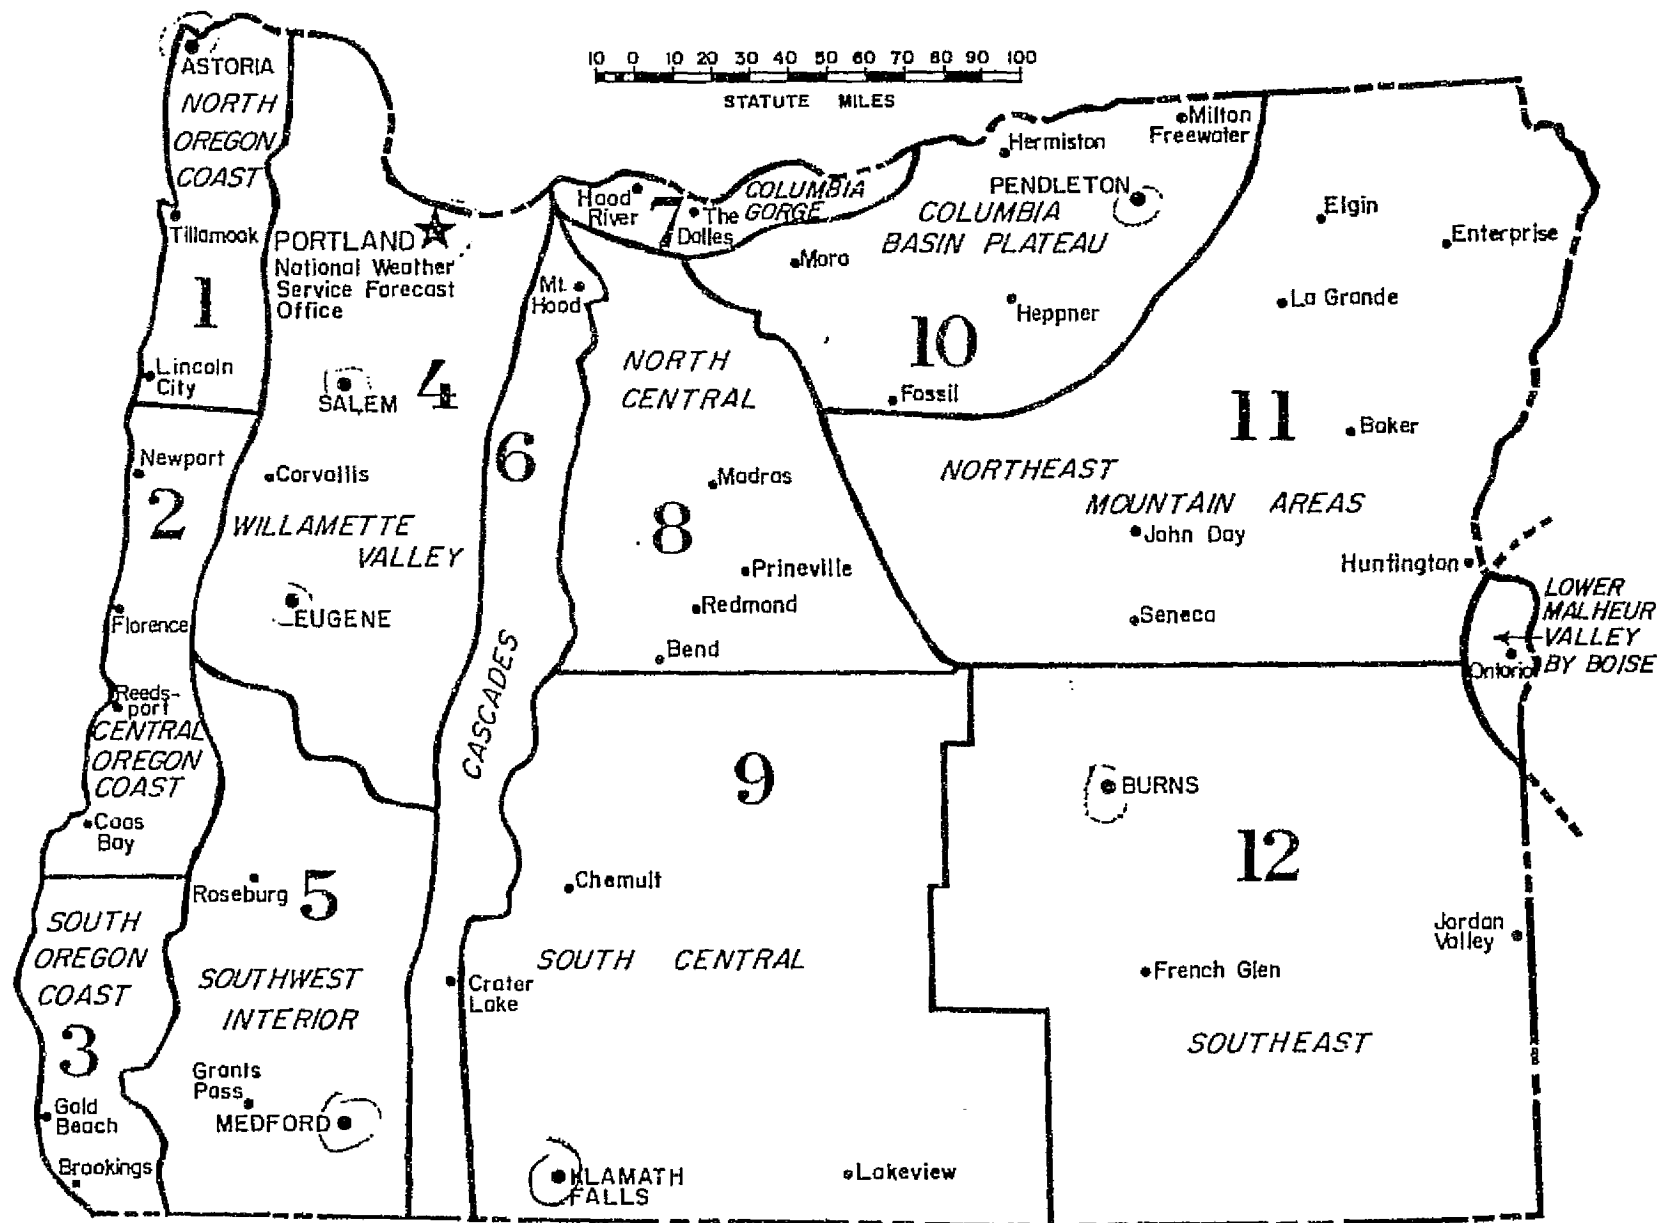 10 0 10 20 30 40 50 60 70 80 90 100
STATUTE MILES
ASTORIA
NORTH
OREGON
COAST
Tillamook
1
Lincoln
City
PORTLAND
National Weather
Service Forecast
Office
4
SALEM
Corvallis
WILLAMETTE
VALLEY
EUGENE
Newport
2
Florence
Reeds-
port
CENTRAL
OREGON
COAST
Coos
Bay
SOUTH
OREGON
COAST
3
Gold
Beach
Brookings
Roseburg
5
SOUTHWEST
INTERIOR
Grants
Pass
MEDFORD
Mt.
Hood
6
CASCADES
Crater
Lake
Hood
River
7
The
Dalles
COLUMBIA
GORGE
NORTH
CENTRAL
Madras
8
Prineville
Redmond
Bend
9
Chemult
SOUTH CENTRAL
KLAMATH
FALLS
Lakeview
Milton
Freewater
Hermiston
PENDLETON
COLUMBIA
BASIN PLATEAU
Moro
Heppner
10
Fossil
Elgin
Enterprise
La Grande
11
Baker
NORTHEAST
MOUNTAIN AREAS
John Day
Huntington
Seneca
LOWER
MALHEUR
VALLEY
BY BOISE
Ontario
BURNS
12
Jordan
Valley
French Glen
SOUTHEAST